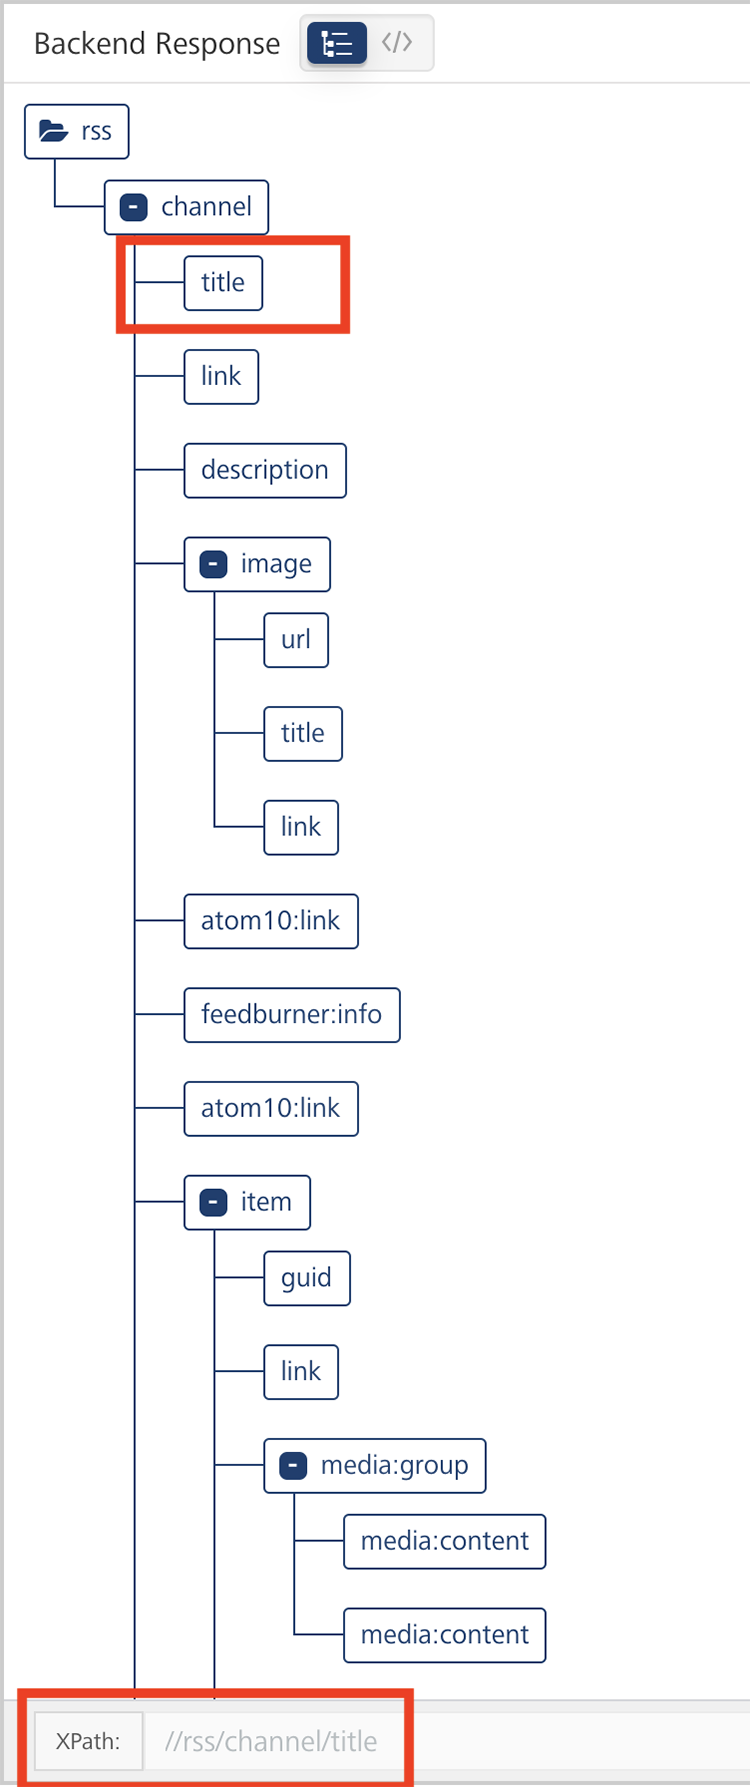 Backend Response </>
rss
channel
title
link
description
image
url
title
link
atom10:link
feedburner:info
atom10:link
item
guid
link
media:group
media:content
media:content
XPath: //rss/channel/title